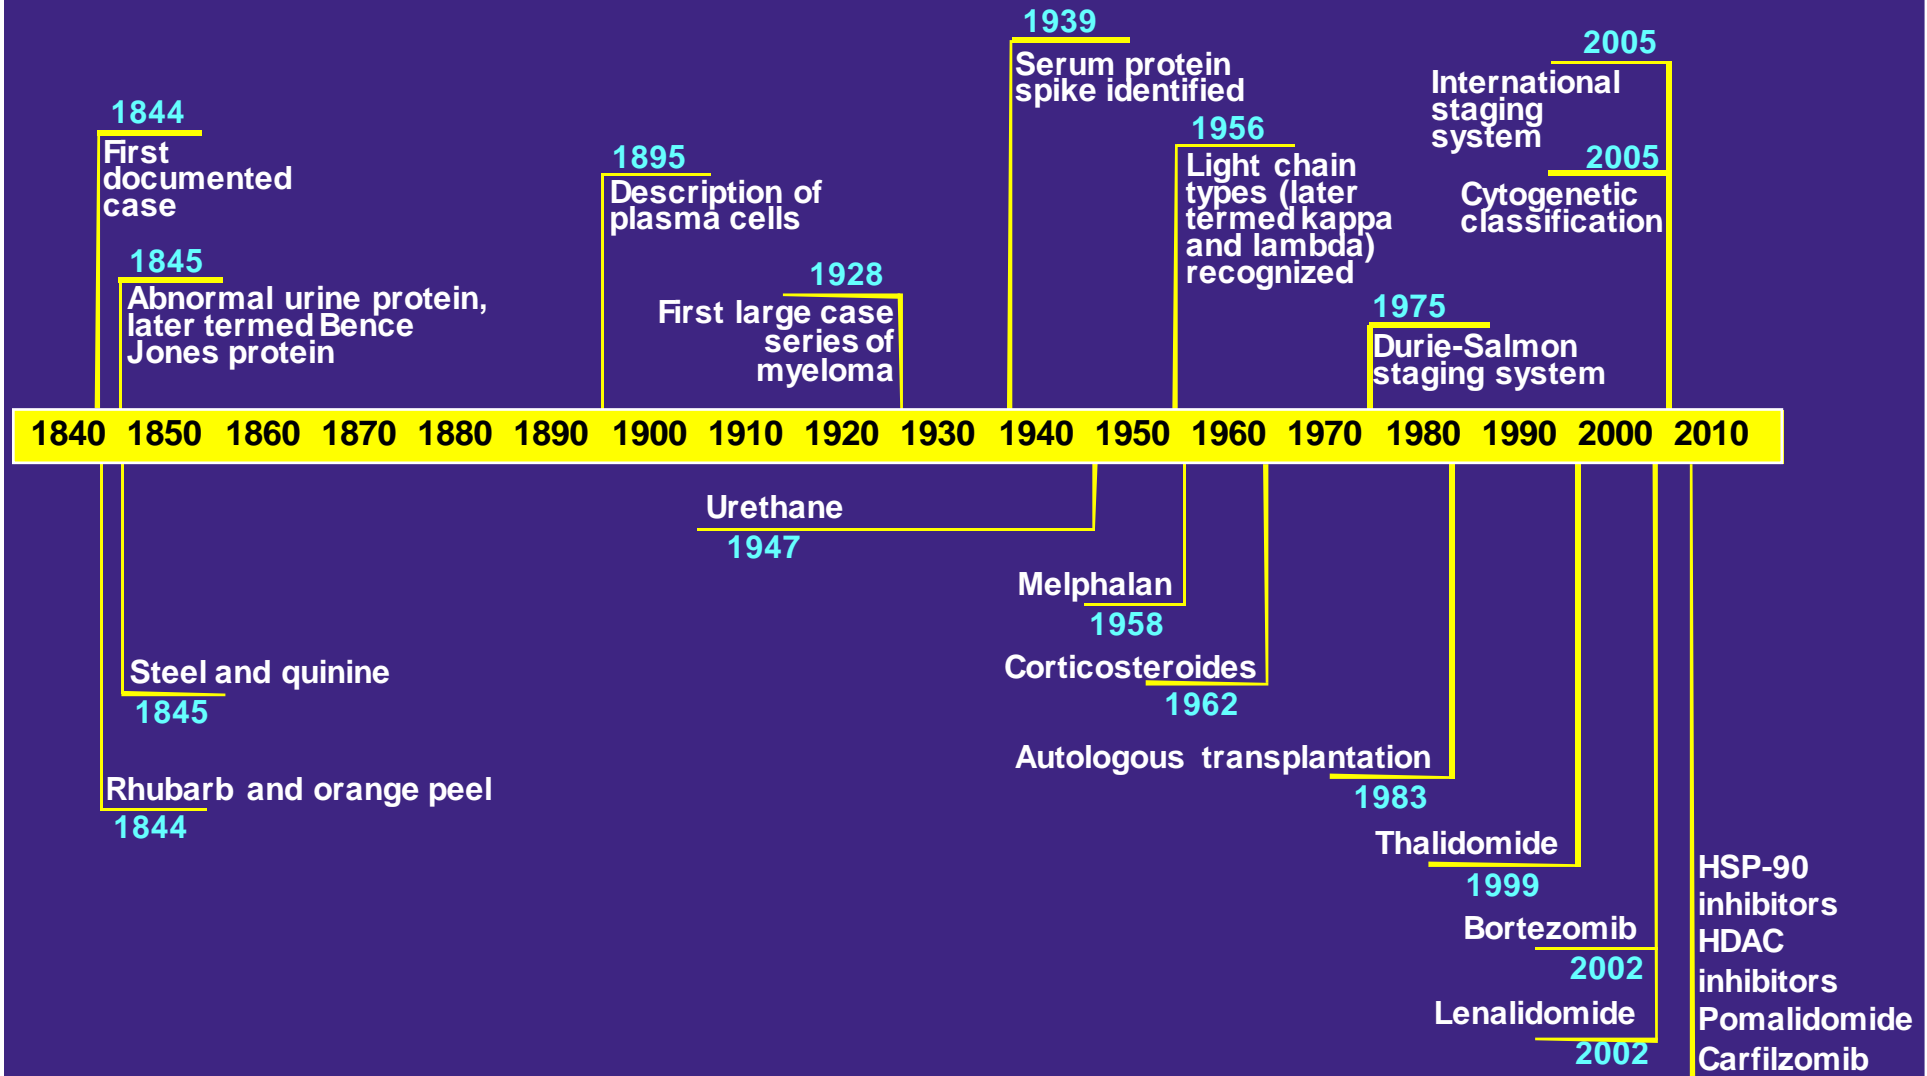 1939
Serum protein
spike identified
2005
International
staging
system
1844
First
documented
case
1956
Light chain
types (later
termed kappa
and lambda)
recognized
1895
Description of
plasma cells
2005
Cytogenetic
classification
1845
Abnormal urine protein,
later termed Bence
Jones protein
1928
First large case
series of
myeloma
1975
Durie-Salmon
staging system
1840 1850 1860 1870 1880 1890 1900 1910 1920 1930 1940 1950 1960 1970 1980 1990 2000 2010
Urethane
1947
Melphalan
1958
Steel and quinine
1845
Corticosteroides
1962
Rhubarb and orange peel
1844
Autologous transplantation
1983
Thalidomide
1999
Bortezomib
2002
Lenalidomide
2002
HSP-90
inhibitors
HDAC
inhibitors
Pomalidomide
Carfilzomib